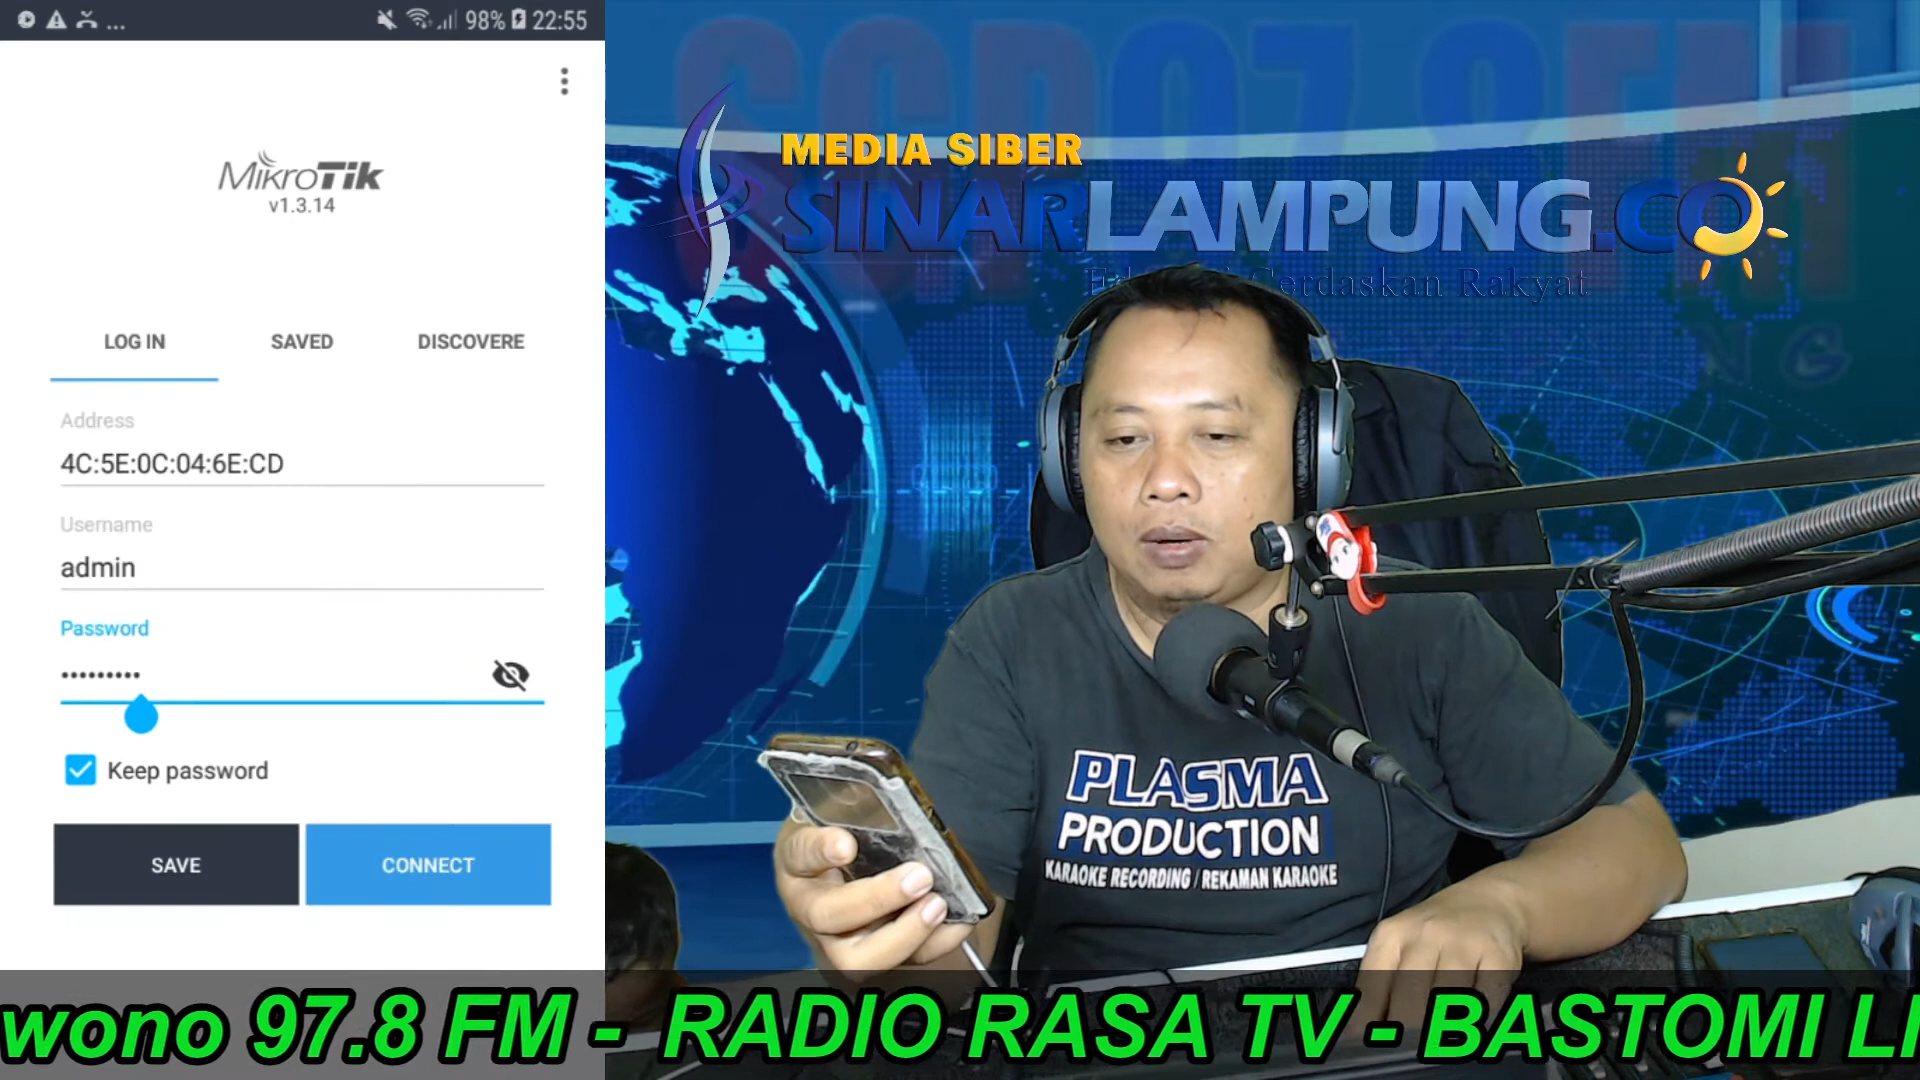 ... 98% 22:55
MikroTik
v1.3.14
LOG IN SAVED DISCOVERE
Address
4C:5E:0C:04:6E:CD
Username
admin
Password
•••••••••
Keep password
SAVE CONNECT
MEDIA SIBER
SINARLAMPUNG.CO
Cerdaskan Rakyat
PLASMA
PRODUCTION
KARAOKE RECORDING / REKAMAN KARAOKE
wono 97.8 FM - RADIO RASA TV - BASTOMI